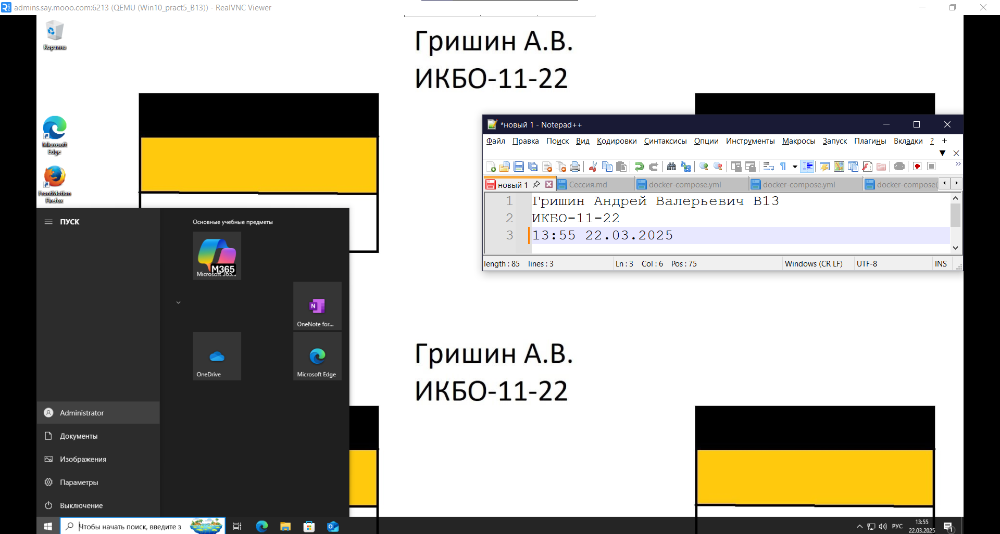 admins.say.mooo.com:6213 (QEMU (Win10_pract5_B13)) - RealVNC Viewer
Корзина
Гришин А.В.
ИКБО-11-22
Microsoft
Edge
FrontMotion
Firefox
*новый 1 - Notepad++
Файл Правка Поиск Вид Кодировки Синтаксисы Опции Инструменты Макросы Запуск Плагины Вкладки ? +
новый 1 Сессия.md docker-compose.yml docker-compose.yml docker-compose(
1 Гришин Андрей Валерьевич В13
2 ИКБО-11-22
3 13:55 22.03.2025
length : 85 lines : 3 Ln : 3 Col : 6 Pos : 75 Windows (CR LF) UTF-8 INS
ПУСК
Основные учебные предметы
M365
Microsoft 365...
OneNote for...
OneDrive
Microsoft Edge
Administrator
Документы
Изображения
Параметры
Выключение
Гришин А.В.
ИКБО-11-22
Чтобы начать поиск, введите з
РУС
13:55
22.03.2025
1